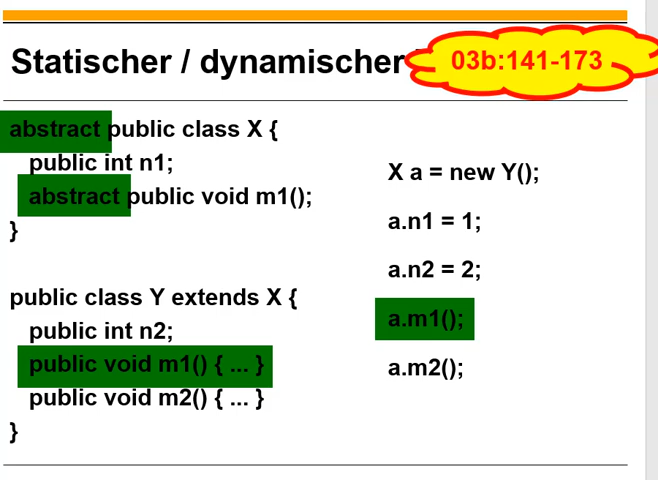 Statischer / dynamischer
03b:141-173
abstract public class X {
public int n1;
abstract public void m1();
}
public class Y extends X {
public int n2;
public void m1() { ... }
public void m2() { ... }
}
X a = new Y();
a.n1 = 1;
a.n2 = 2;
a.m1();
a.m2();